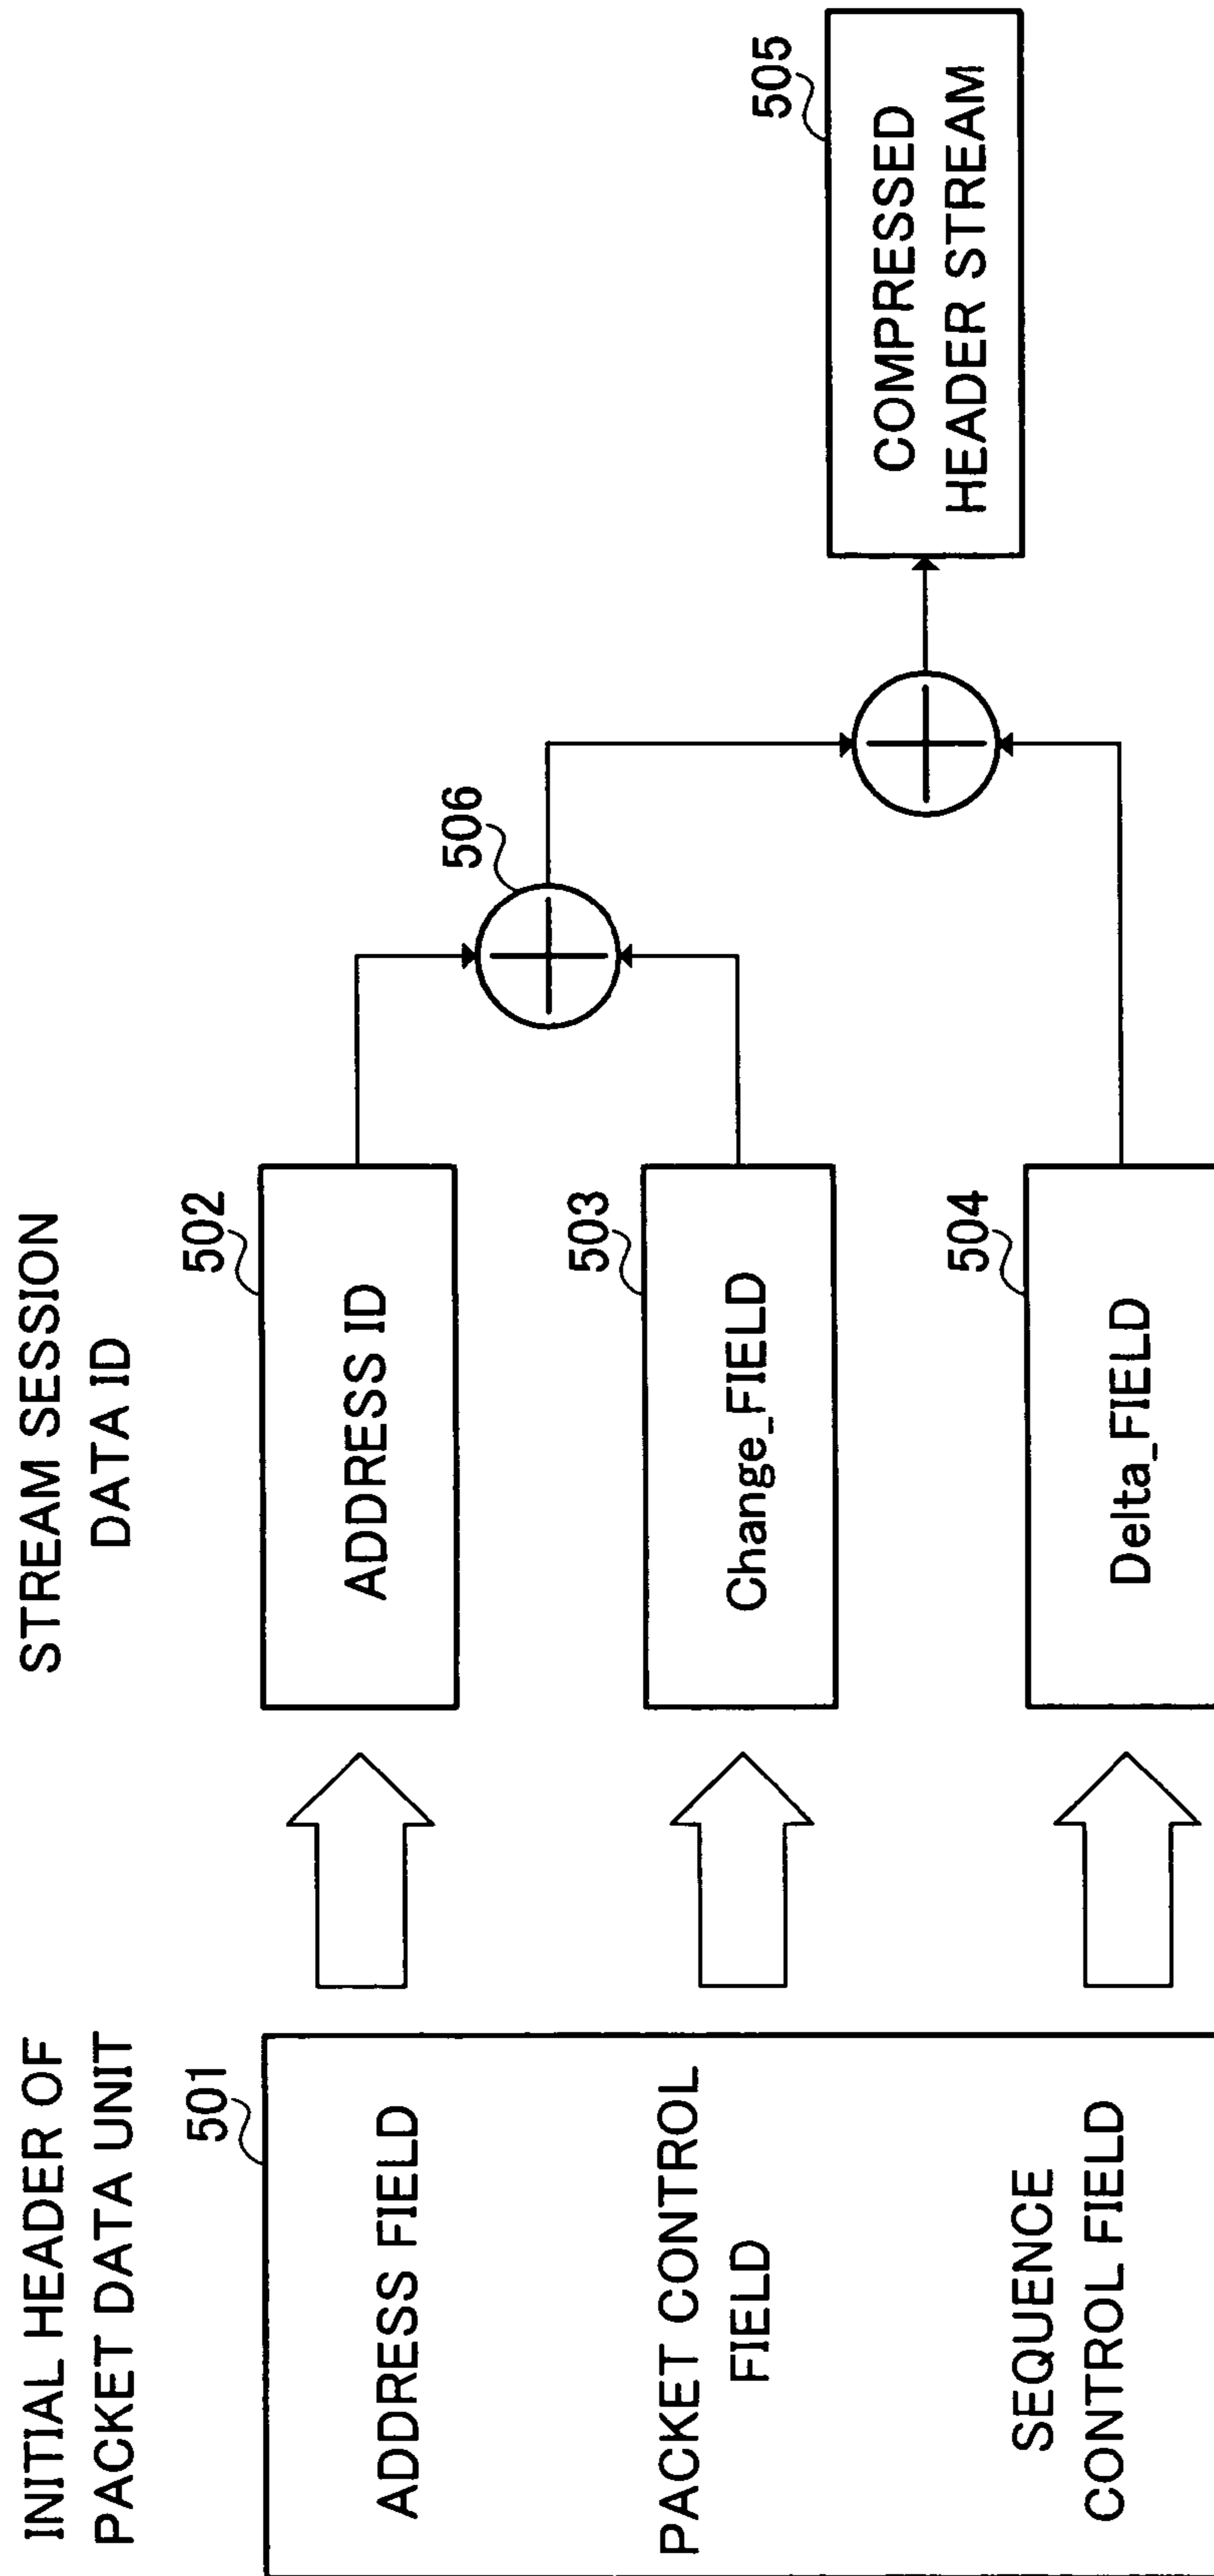 INITIAL HEADER OF
PACKET DATA UNIT
501
ADDRESS FIELD
PACKET CONTROL
FIELD
SEQUENCE
CONTROL FIELD
STREAM SESSION
DATA ID
502
ADDRESS ID
503
Change_FIELD
504
Delta_FIELD
506
505
COMPRESSED
HEADER STREAM